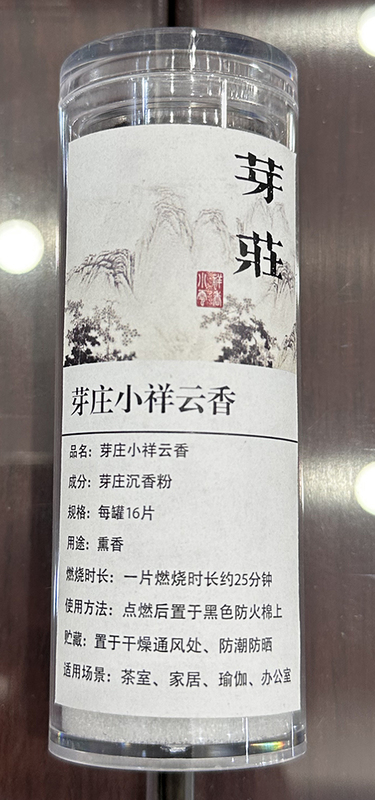 芽莊
小祥云香
芽庄小祥云香
品名：芽庄小祥云香
成分：芽庄沉香粉
规格：每罐16片
用途：熏香
燃烧时长：一片燃烧时长约25分钟
使用方法：点燃后置于黑色防火棉上
贮藏：置于干燥通风处、防潮防晒
适用场景：茶室、家居、瑜伽、办公室